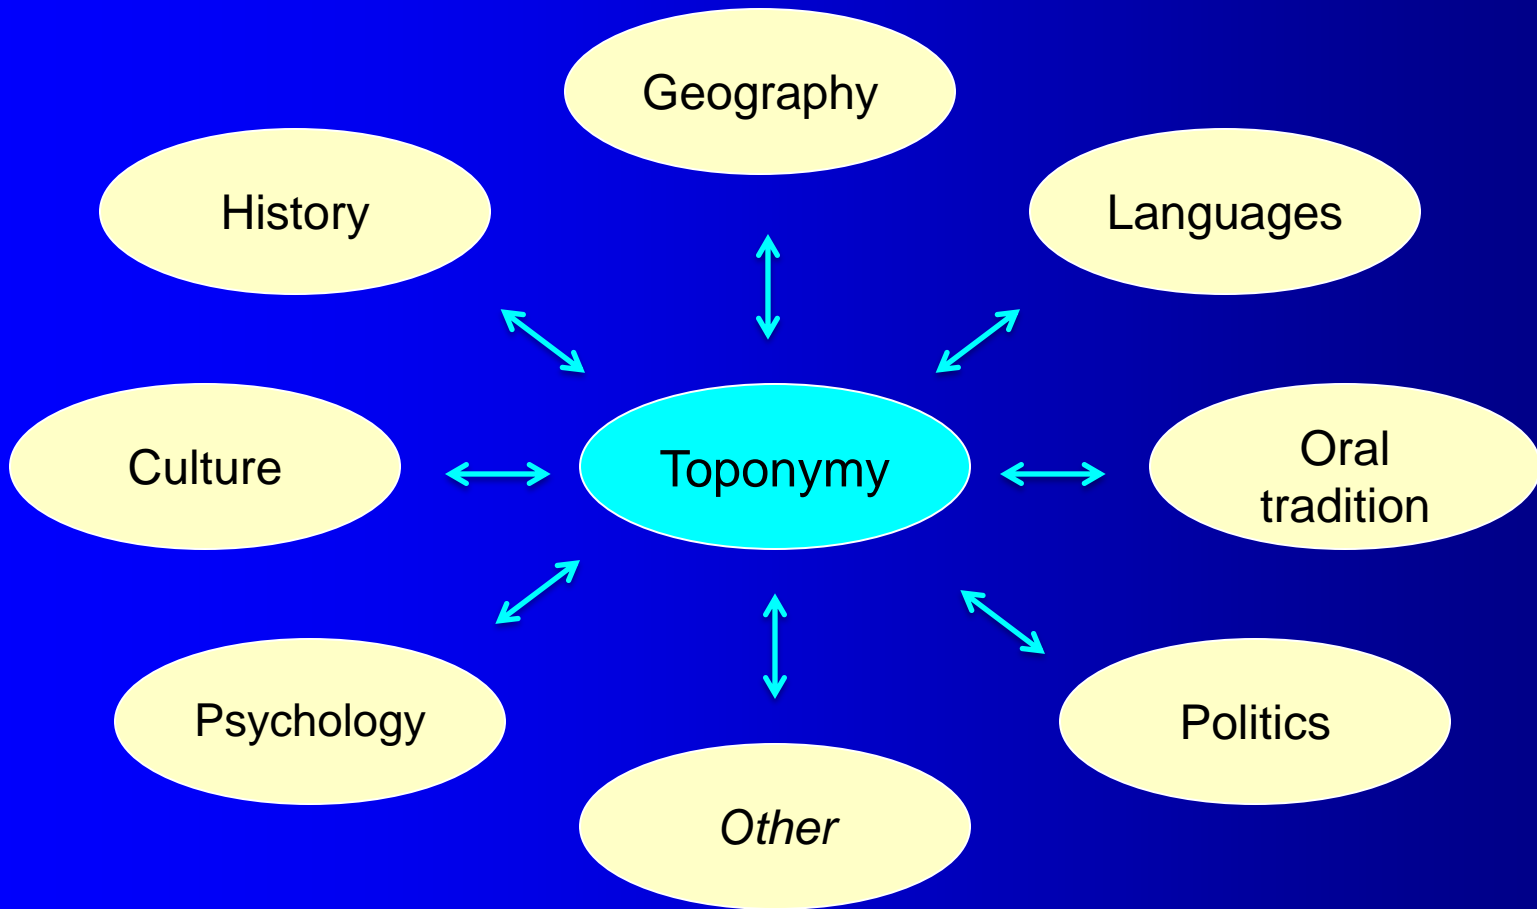 Geography
History
Languages
Culture
Toponymy
Oral
tradition
Psychology
Politics
Other